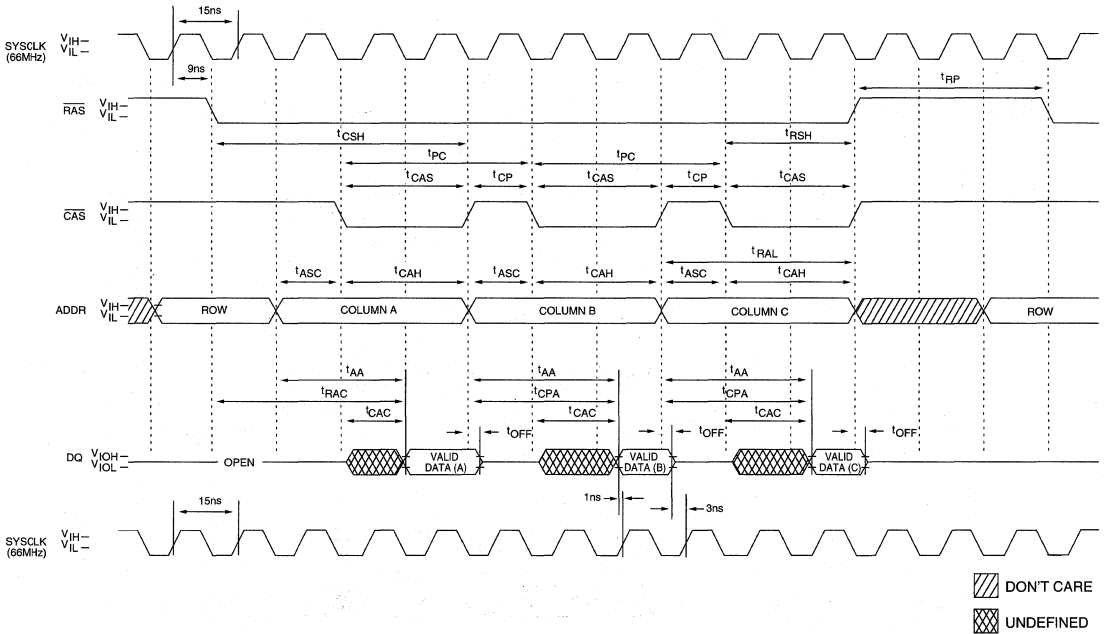 15ns
SYSCLK (66MHz) VIH VIL
9ns
RAS VIH VIL
tRP
tCSH tRSH
tPC tPC
tCAS tCP tCAS tCP tCAS
CAS VIH VIL
tRAL
tASC tCAH tASC tCAH tASC tCAH
ADDR VIH VIL ROW COLUMN A COLUMN B COLUMN C ROW
tAA tAA tAA
tRAC tCPA tCPA
tCAC tCAC tCAC
tOFF tOFF tOFF
DQ VIOH VIOL OPEN VALID DATA (A) VALID DATA (B) VALID DATA (C)
15ns 1ns 3ns
SYSCLK (66MHz) VIH VIL
DON'T CARE
UNDEFINED